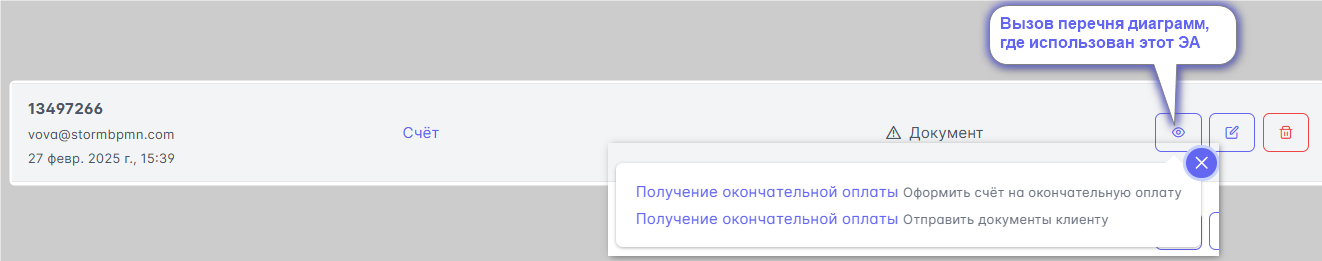 Вызов перечня диаграмм,
где использован этот ЭА
13497266
vova@stormbpmn.com
27 февр. 2025 г., 15:39
Счёт
Документ
Получение окончательной оплаты Оформить счёт на окончательную оплату
Получение окончательной оплаты Отправить документы клиенту